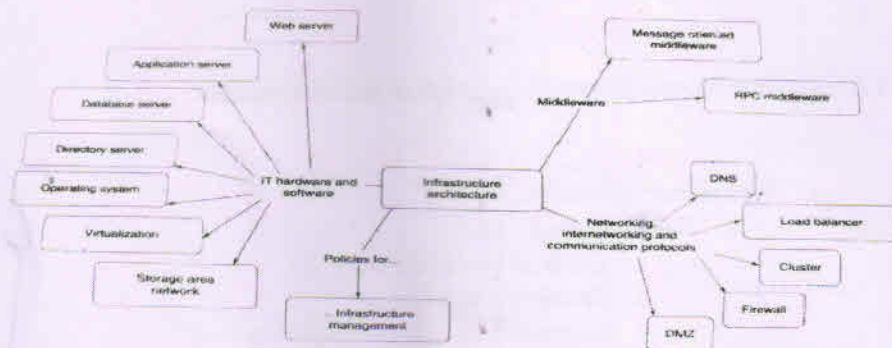 Web server
Application server
Database server
Directory server
Operating system
Virtualization
Storage area
network
IT hardware and
software
Infrastructure
architecture
Policies for...
...Infrastructure
management
Message oriented
middleware
Middleware
RPC middleware
Networking,
internetworking and
communication protocols
DNS
Load balancer
Cluster
Firewall
DMZ